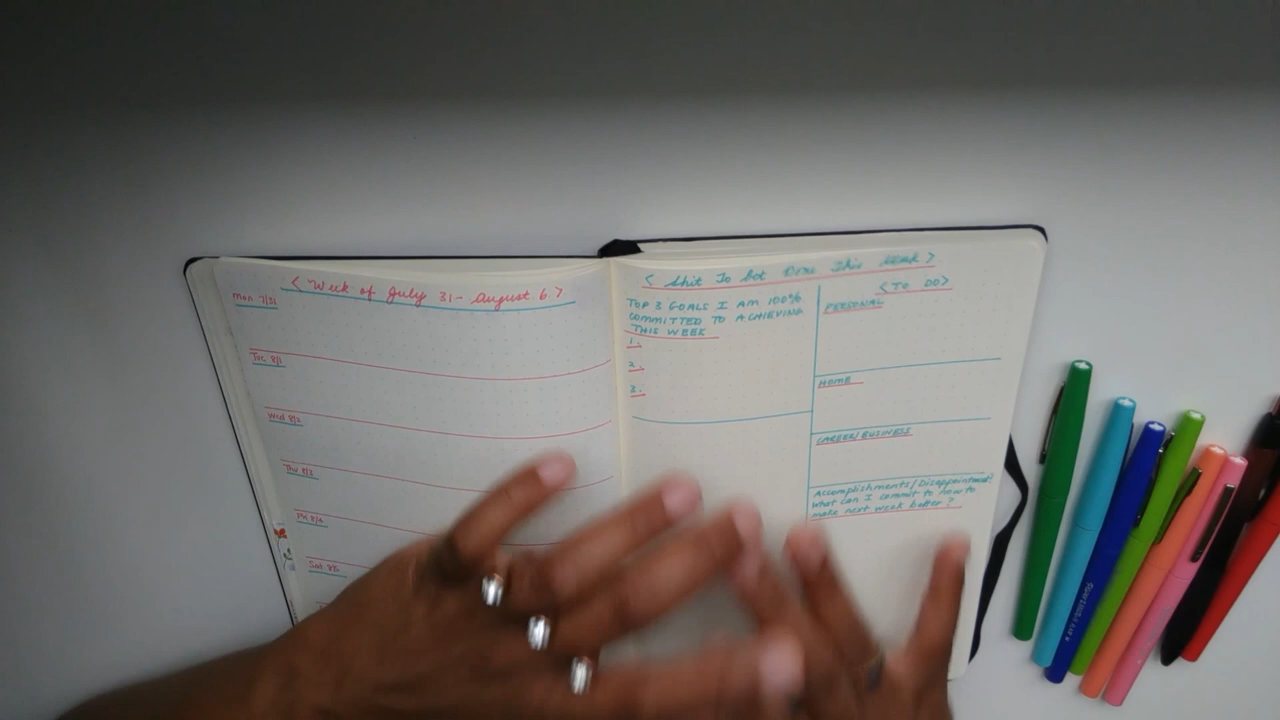 < Week of July 31 - August 6 >
Mon 7/31
Tue 8/1
Wed 8/2
Thu 8/3
Fri 8/4
Sat 8/5
< Shit To Get Done This Week >
TOP 3 GOALS I AM 100%
COMMITTED TO ACHIEVING
THIS WEEK
1.
2.
3.
< TO DO >
PERSONAL
HOME
CAREER/BUSINESS
Accomplishments/Disappointments
What can I commit to how to
make next week better?